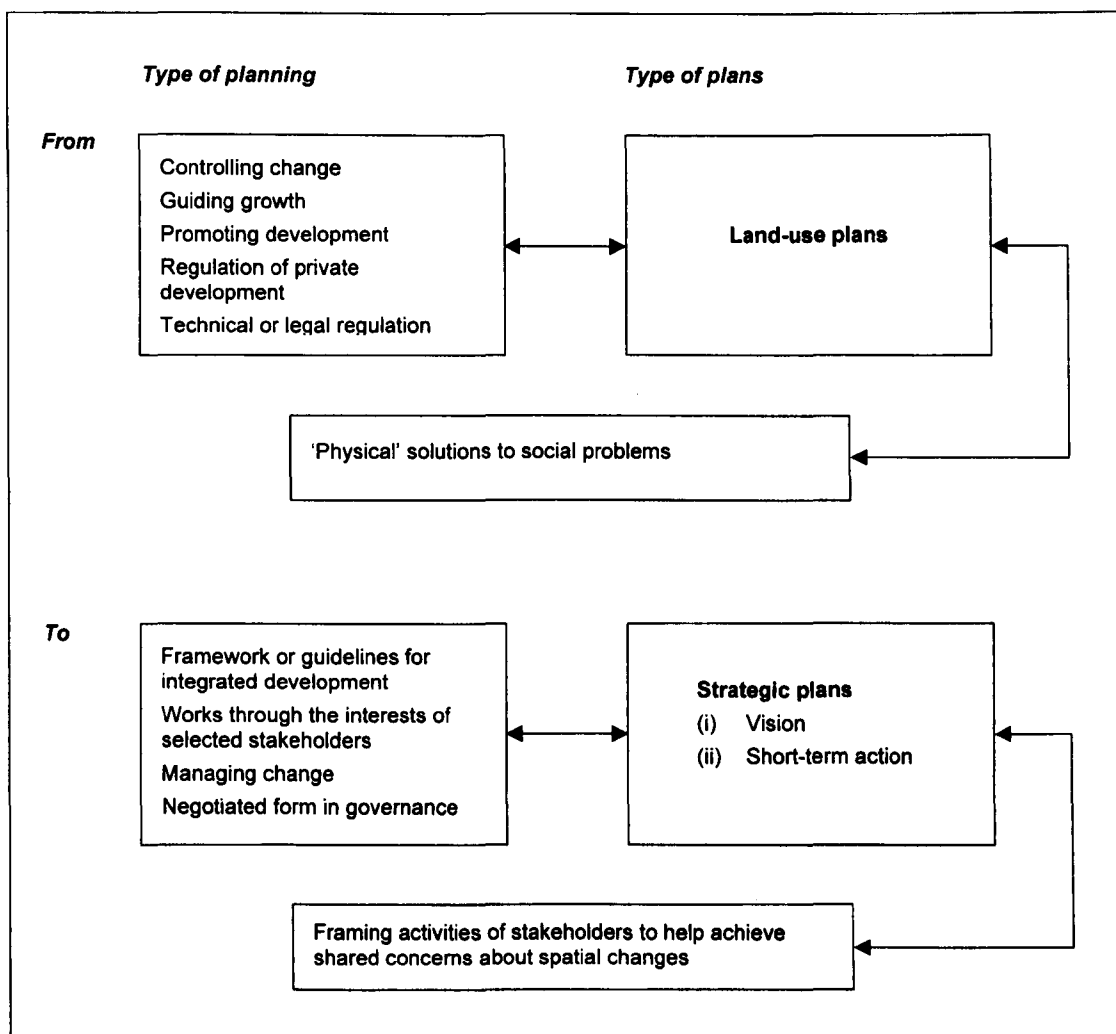 Type of planning
Type of plans
From
Controlling change
Guiding growth
Promoting development
Regulation of private
development
Technical or legal regulation
Land-use plans
'Physical' solutions to social problems
To
Framework or guidelines for
integrated development
Works through the interests of
selected stakeholders
Managing change
Negotiated form in governance
Strategic plans
(i) Vision
(ii) Short-term action
Framing activities of stakeholders to help achieve
shared concerns about spatial changes